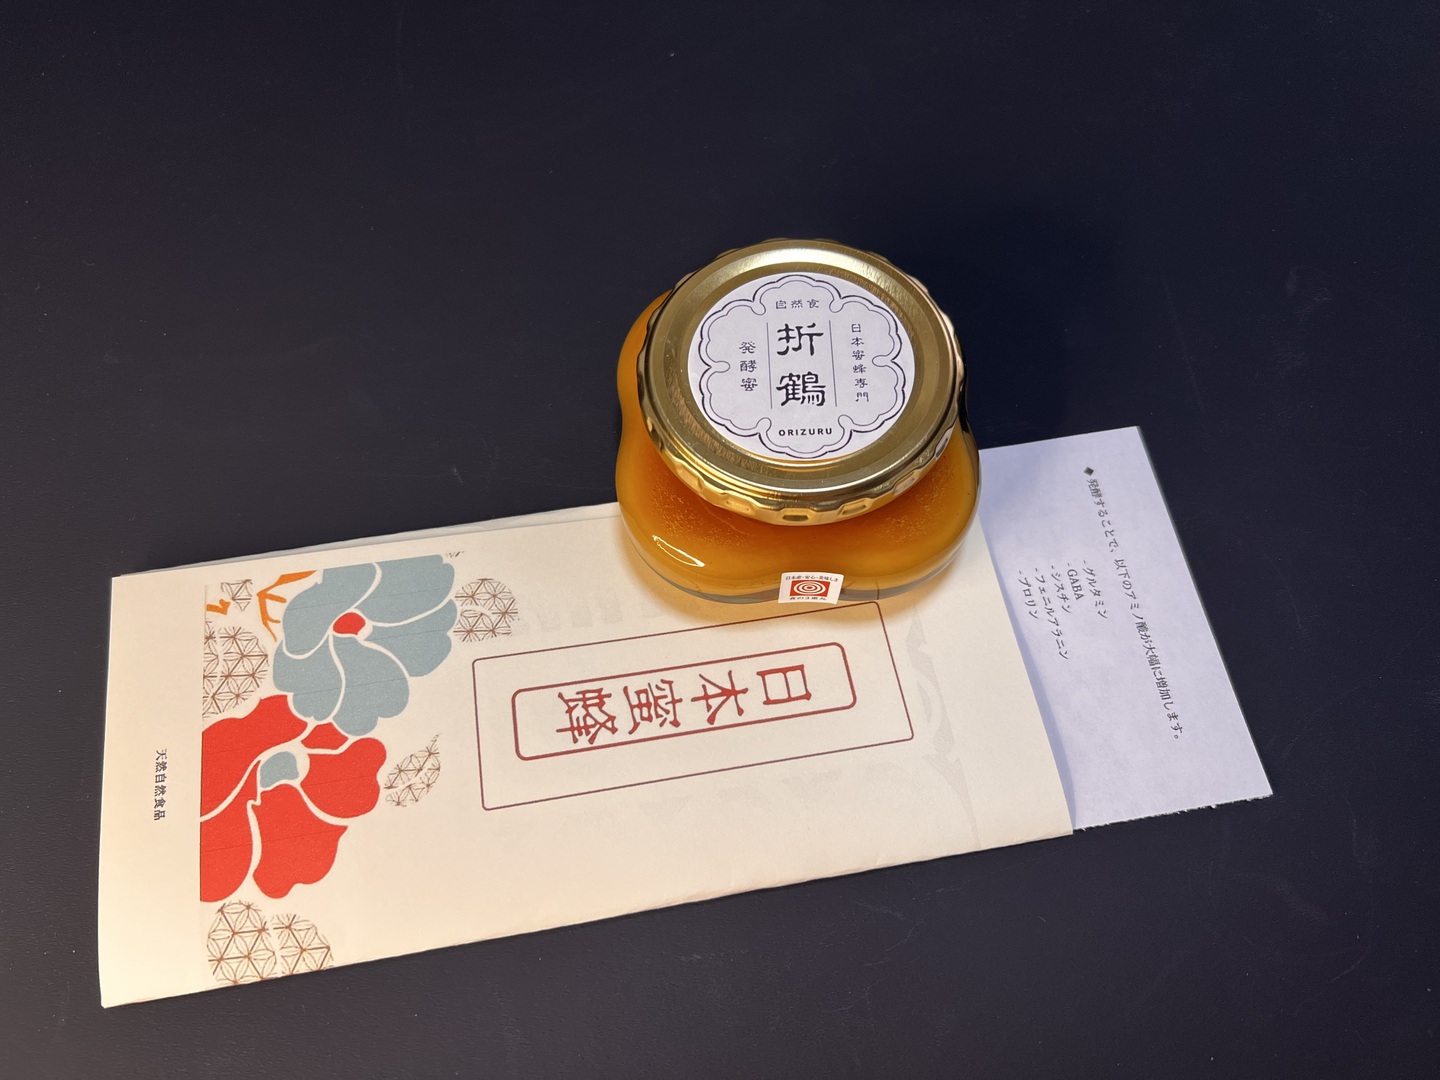 自然食
日本蜜蜂専門
折鶴
発酵蜜
ORIZURU
日本蜜蜂
天然自然食品
◆発酵することで、以下のアミノ酸が大幅に増加します。
- グルタミン
- GABA
- シスチン
- フェニルアラニン
- プロリン